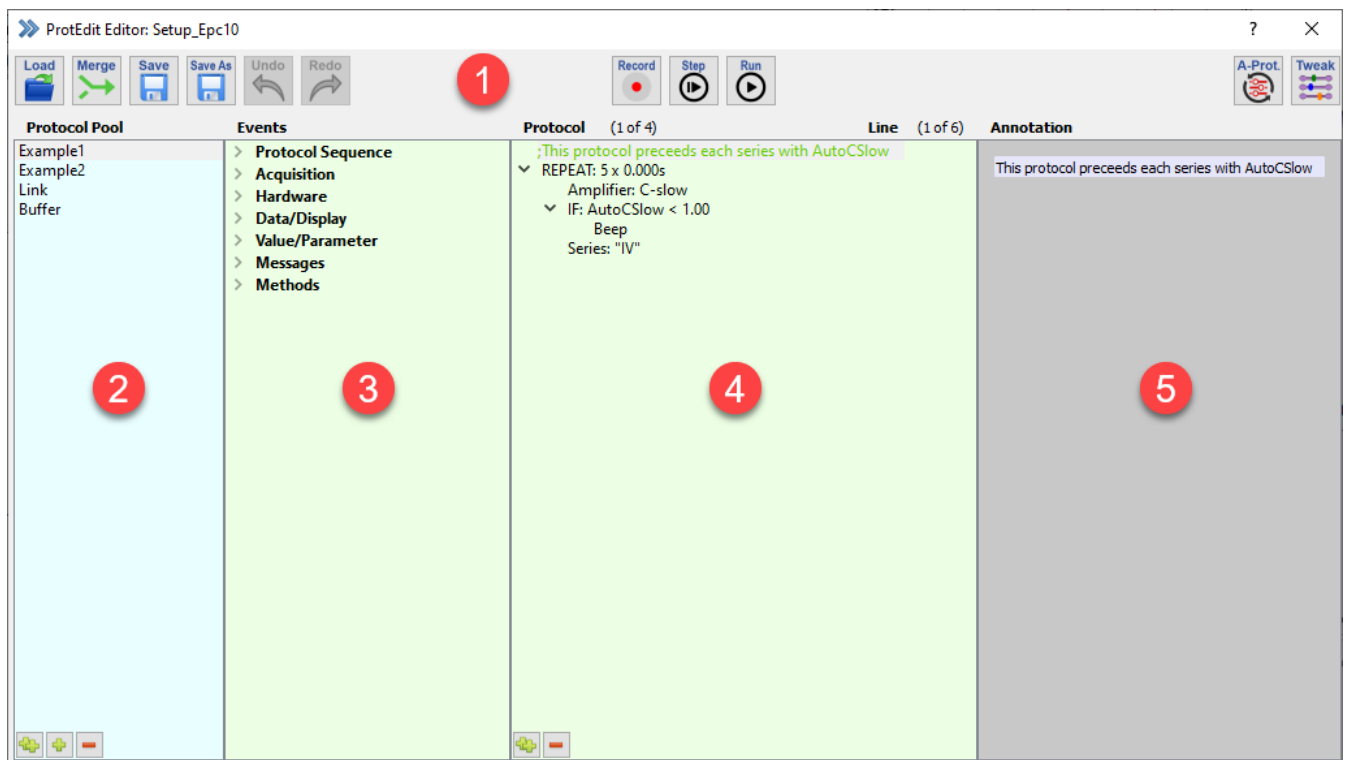 ProtEdit Editor: Setup_Epc10
?
Load Merge Save Save As Undo Redo
1
Record Step Run
A-Prot. Tweak
Protocol Pool
Example1
Example2
Link
Buffer
2
Events
> Protocol Sequence
> Acquisition
> Hardware
> Data/Display
> Value/Parameter
> Messages
> Methods
3
Protocol (1 of 4) Line (1 of 6)
;This protocol preceeds each series with AutoCSlow
REPEAT: 5 x 0.000s
Amplifier: C-slow
IF: AutoCSlow < 1.00
Beep
Series: "IV"
4
Annotation
This protocol preceeds each series with AutoCSlow
5